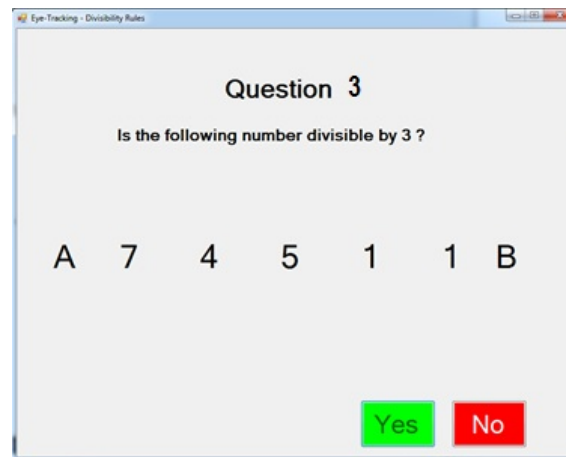 Eye-Tracking - Divisibility Rules
Question 3
Is the following number divisible by 3 ?
A 7 4 5 1 1 B
Yes No